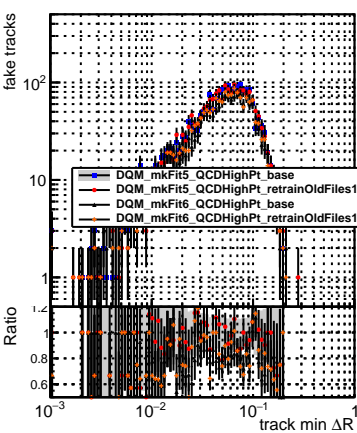 fake tracks
10²
10
1
DQM_mkFit5_QCDHighPt_base
DQM_mkFit5_QCDHighPt_retrainOldFiles1
DQM_mkFit6_QCDHighPt_base
DQM_mkFit6_QCDHighPt_retrainOldFiles1
Ratio
1.2
1
0.8
0.6
10⁻³ 10⁻² 10⁻¹ 1
track min ΔR